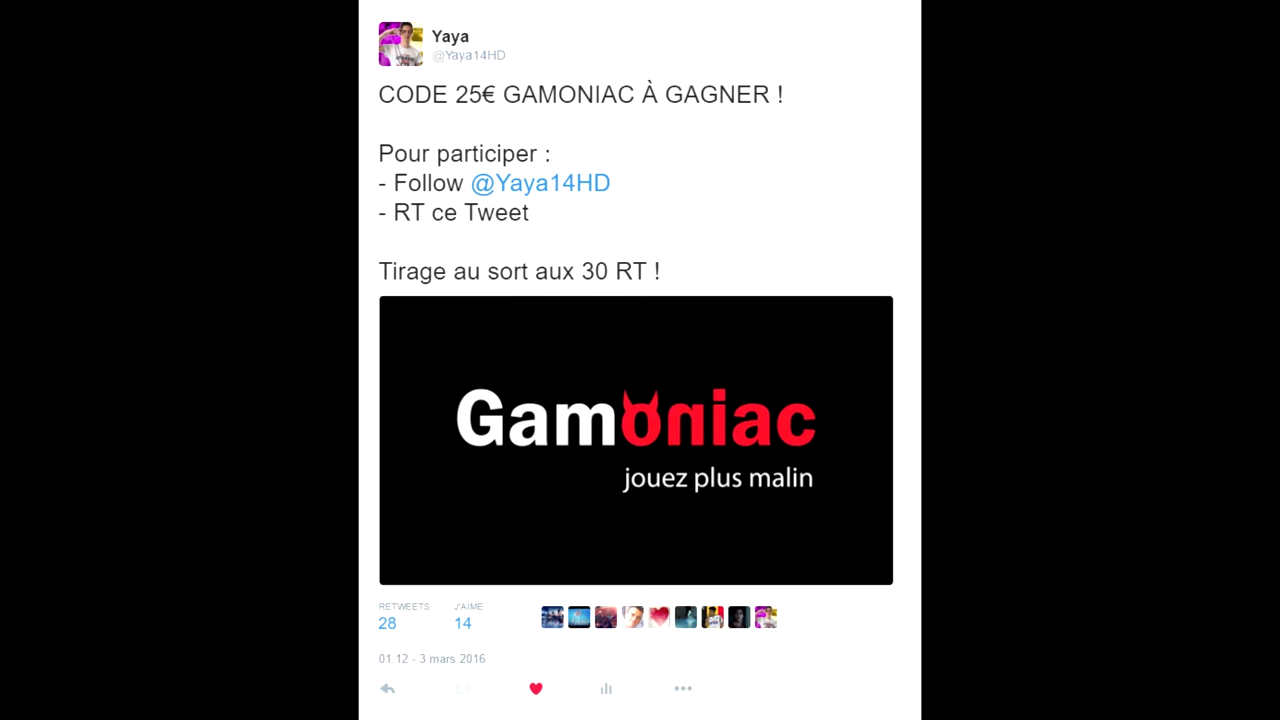 Yaya
@Yaya14HD
CODE 25€ GAMONIAC À GAGNER !
Pour participer :
- Follow @Yaya14HD
- RT ce Tweet
Tirage au sort aux 30 RT !
Gamoniac
jouez plus malin
RETWEETS J'AIME
28 14
01:12 - 3 mars 2016